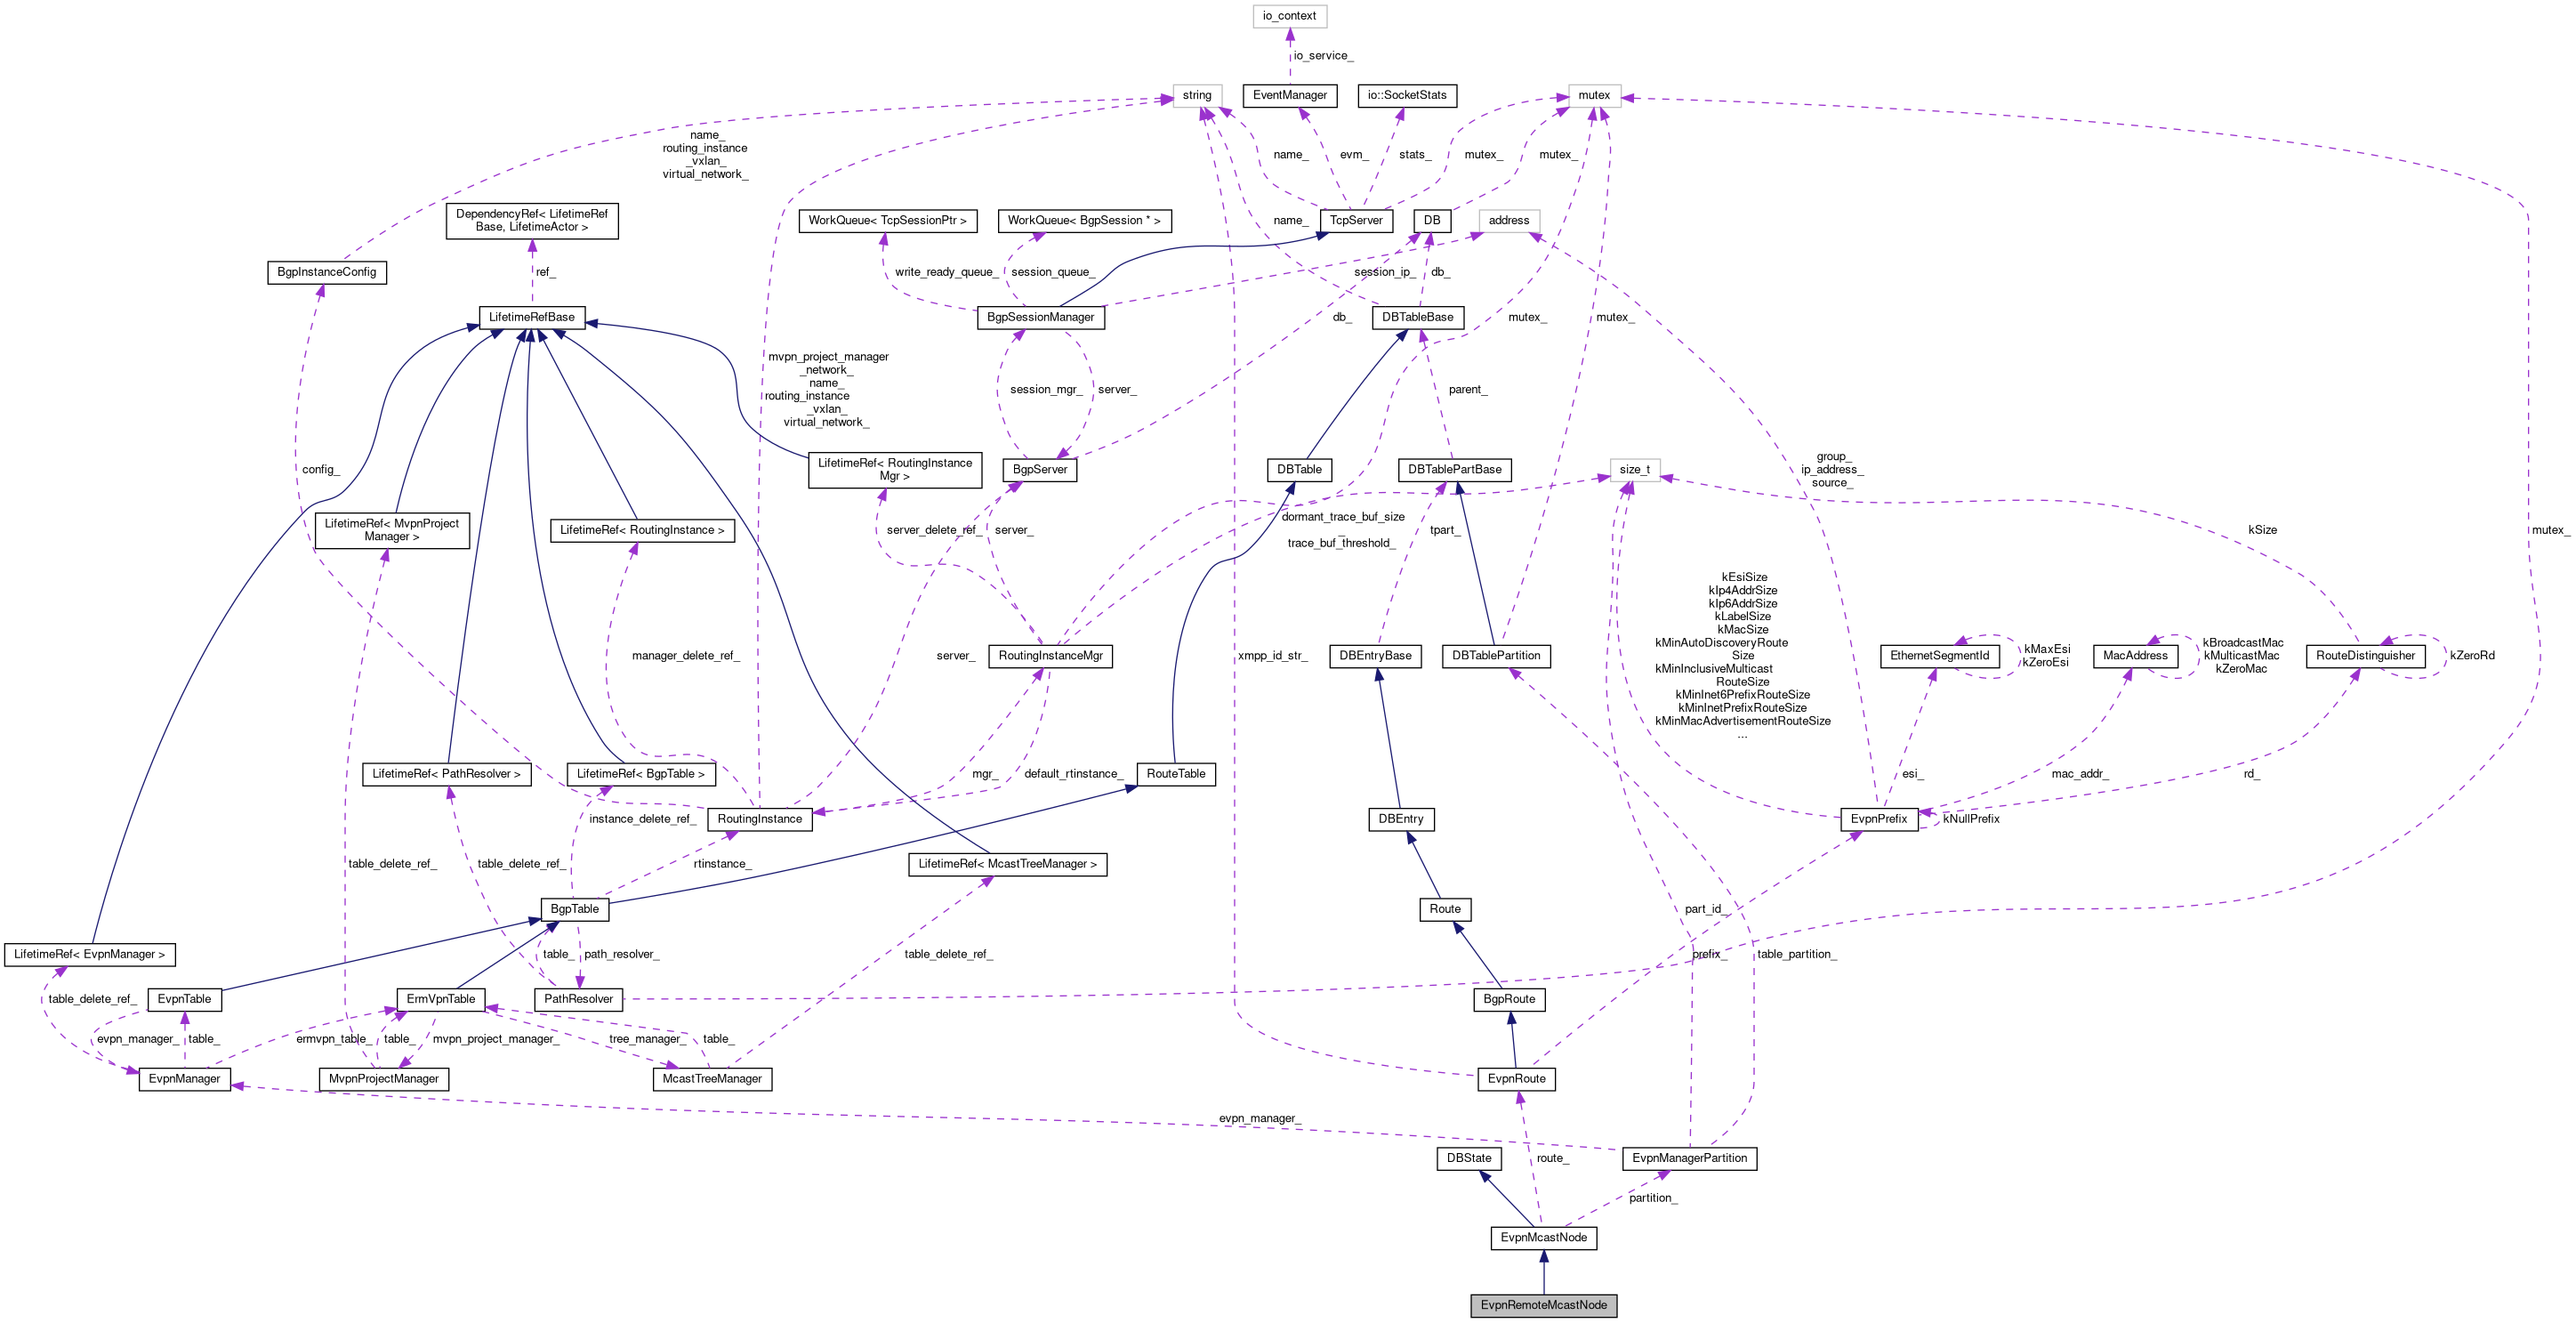 io_context
io_service_
string
EventManager
io::SocketStats
mutex
name_
routing_instance
_vxlan_
virtual_network_
name_
evm_
stats_
mutex_
mutex_
DependencyRef< LifetimeRef
Base, LifetimeActor >
WorkQueue< TcpSessionPtr >
WorkQueue< BgpSession * >
TcpServer
DB
address
name_
BgpInstanceConfig
ref_
write_ready_queue_
session_queue_
session_ip_
db_
LifetimeRefBase
BgpSessionManager
db_
DBTableBase
mutex_
mutex_
mvpn_project_manager
_network_
name_
routing_instance
_vxlan_
virtual_network_
session_mgr_
server_
parent_
config_
LifetimeRef< RoutingInstance
Mgr >
BgpServer
DBTable
DBTablePartBase
size_t
group_
ip_address_
source_
LifetimeRef< MvpnProject
Manager >
LifetimeRef< RoutingInstance >
server_delete_ref_
server_
dormant_trace_buf_size
_
trace_buf_threshold_
tpart_
kSize
mutex_
kEsiSize
kIp4AddrSize
kIp6AddrSize
kLabelSize
kMacSize
kMinAutoDiscoveryRoute
Size
kMinInclusiveMulticast
RouteSize
kMinInet6PrefixRouteSize
kMinInetPrefixRouteSize
kMinMacAdvertisementRouteSize
...
manager_delete_ref_
server_
RoutingInstanceMgr
xmpp_id_str_
DBEntryBase
DBTablePartition
EthernetSegmentId
kMaxEsi
kZeroEsi
MacAddress
kBroadcastMac
kMulticastMac
kZeroMac
RouteDistinguisher
kZeroRd
LifetimeRef< PathResolver >
LifetimeRef< BgpTable >
mgr_
default_rtinstance_
RouteTable
esi_
mac_addr_
rd_
instance_delete_ref_
RoutingInstance
DBEntry
EvpnPrefix
kNullPrefix
table_delete_ref_
table_delete_ref_
rtinstance_
LifetimeRef< McastTreeManager >
BgpTable
Route
part_id_
LifetimeRef< EvpnManager >
table_
path_resolver_
table_delete_ref_
prefix_
table_partition_
table_delete_ref_
EvpnTable
ErmVpnTable
PathResolver
BgpRoute
evpn_manager_
table_
ermvpn_table_
table_
mvpn_project_manager_
tree_manager_
table_
EvpnManager
MvpnProjectManager
McastTreeManager
EvpnRoute
evpn_manager_
DBState
route_
EvpnManagerPartition
partition_
EvpnMcastNode
EvpnRemoteMcastNode